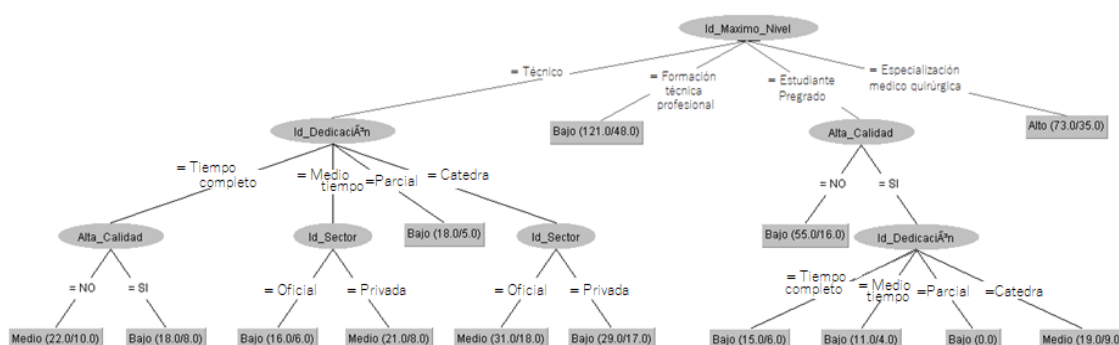 Id_Maximo_Nivel
= Técnico
= Formación
técnica
profesional
= Estudiante
Pregrado
= Especialización
medico quirúrgica
Id_DedicaciÃ³n
Bajo (121.0/48.0)
Alta_Calidad
Alto (73.0/35.0)
= Tiempo
completo
= Medio
tiempo
=Parcial
= Catedra
= NO
= SI
Alta_Calidad
Id_Sector
Bajo (18.0/5.0)
Id_Sector
Bajo (55.0/16.0)
Id_DedicaciÃ³n
= NO
= SI
= Oficial
= Privada
= Oficial
= Privada
= Tiempo
completo
= Medio
tiempo
=Parcial
=Catedra
Medio (22.0/10.0)
Bajo (18.0/8.0)
Bajo (16.0/6.0)
Medio (21.0/8.0)
Medio (31.0/18.0)
Bajo (29.0/17.0)
Bajo (15.0/6.0)
Bajo (11.0/4.0)
Bajo (0.0)
Medio (19.0/9.0)